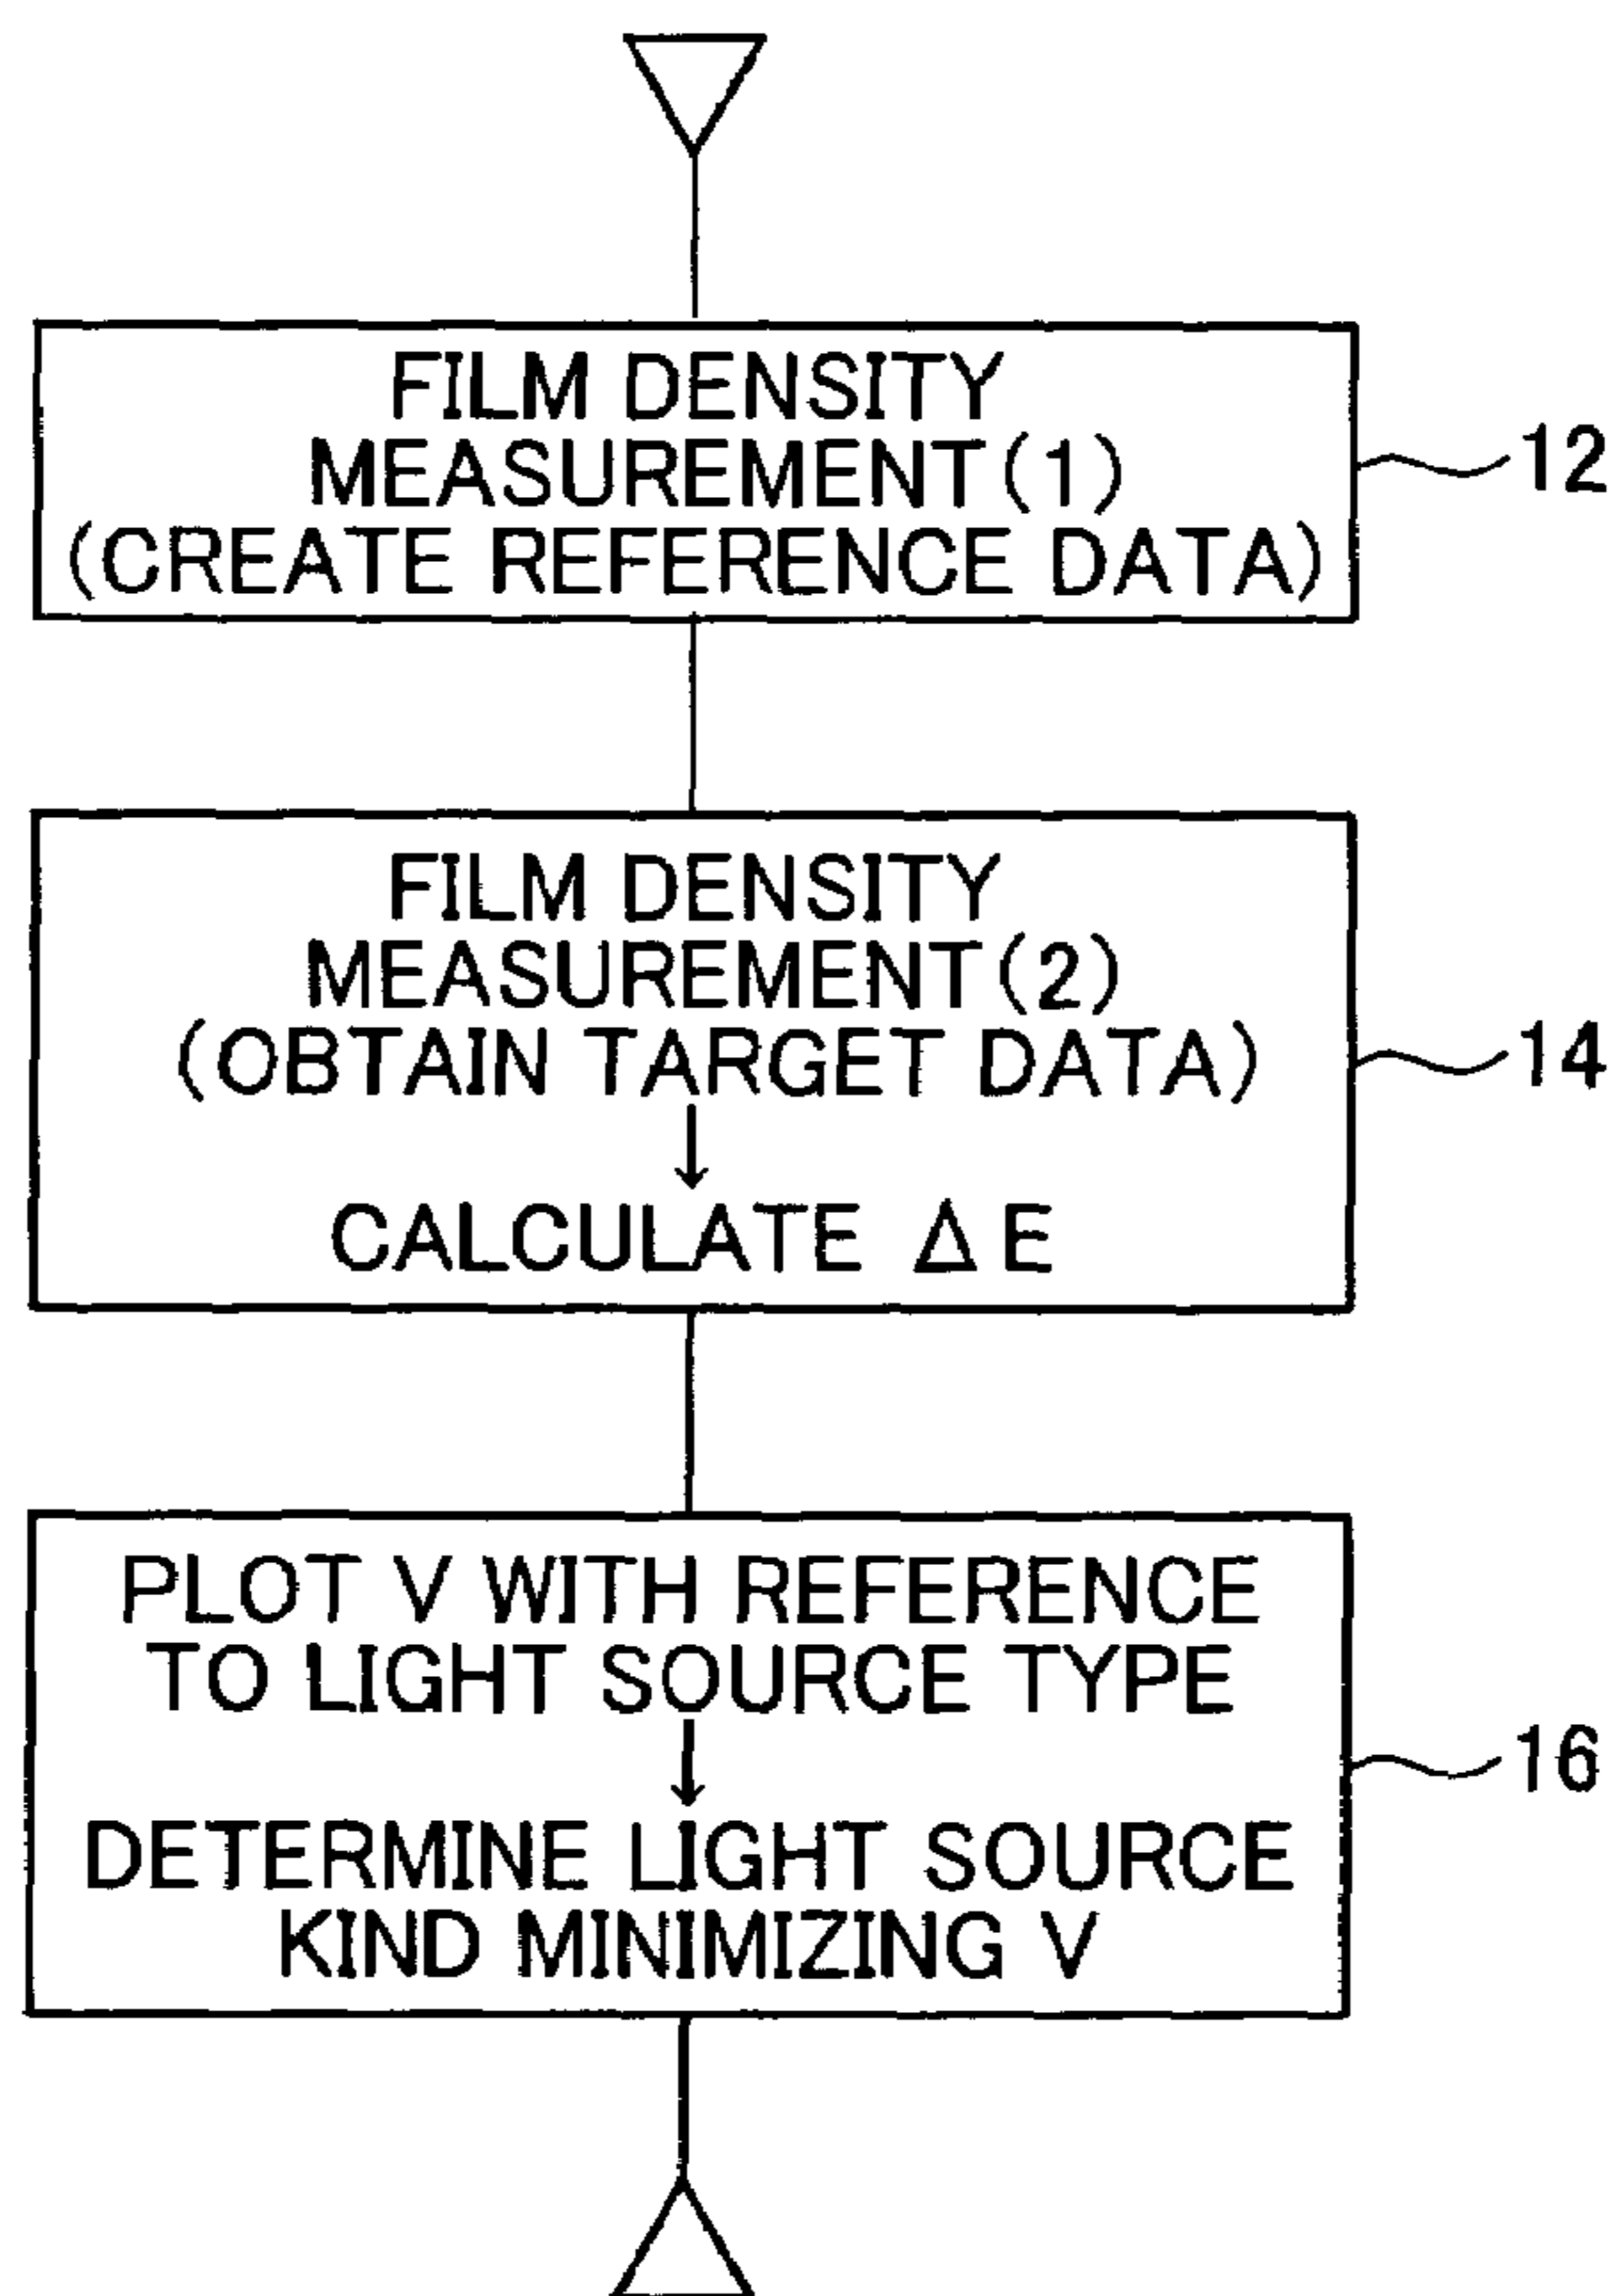 FILM DENSITY
MEASUREMENT(1)
(CREATE REFERENCE DATA)
12
FILM DENSITY
MEASUREMENT(2)
(OBTAIN TARGET DATA)
↓
CALCULATE ΔE
14
PLOT V WITH REFERENCE
TO LIGHT SOURCE TYPE
↓
DETERMINE LIGHT SOURCE
KIND MINIMIZING V
16